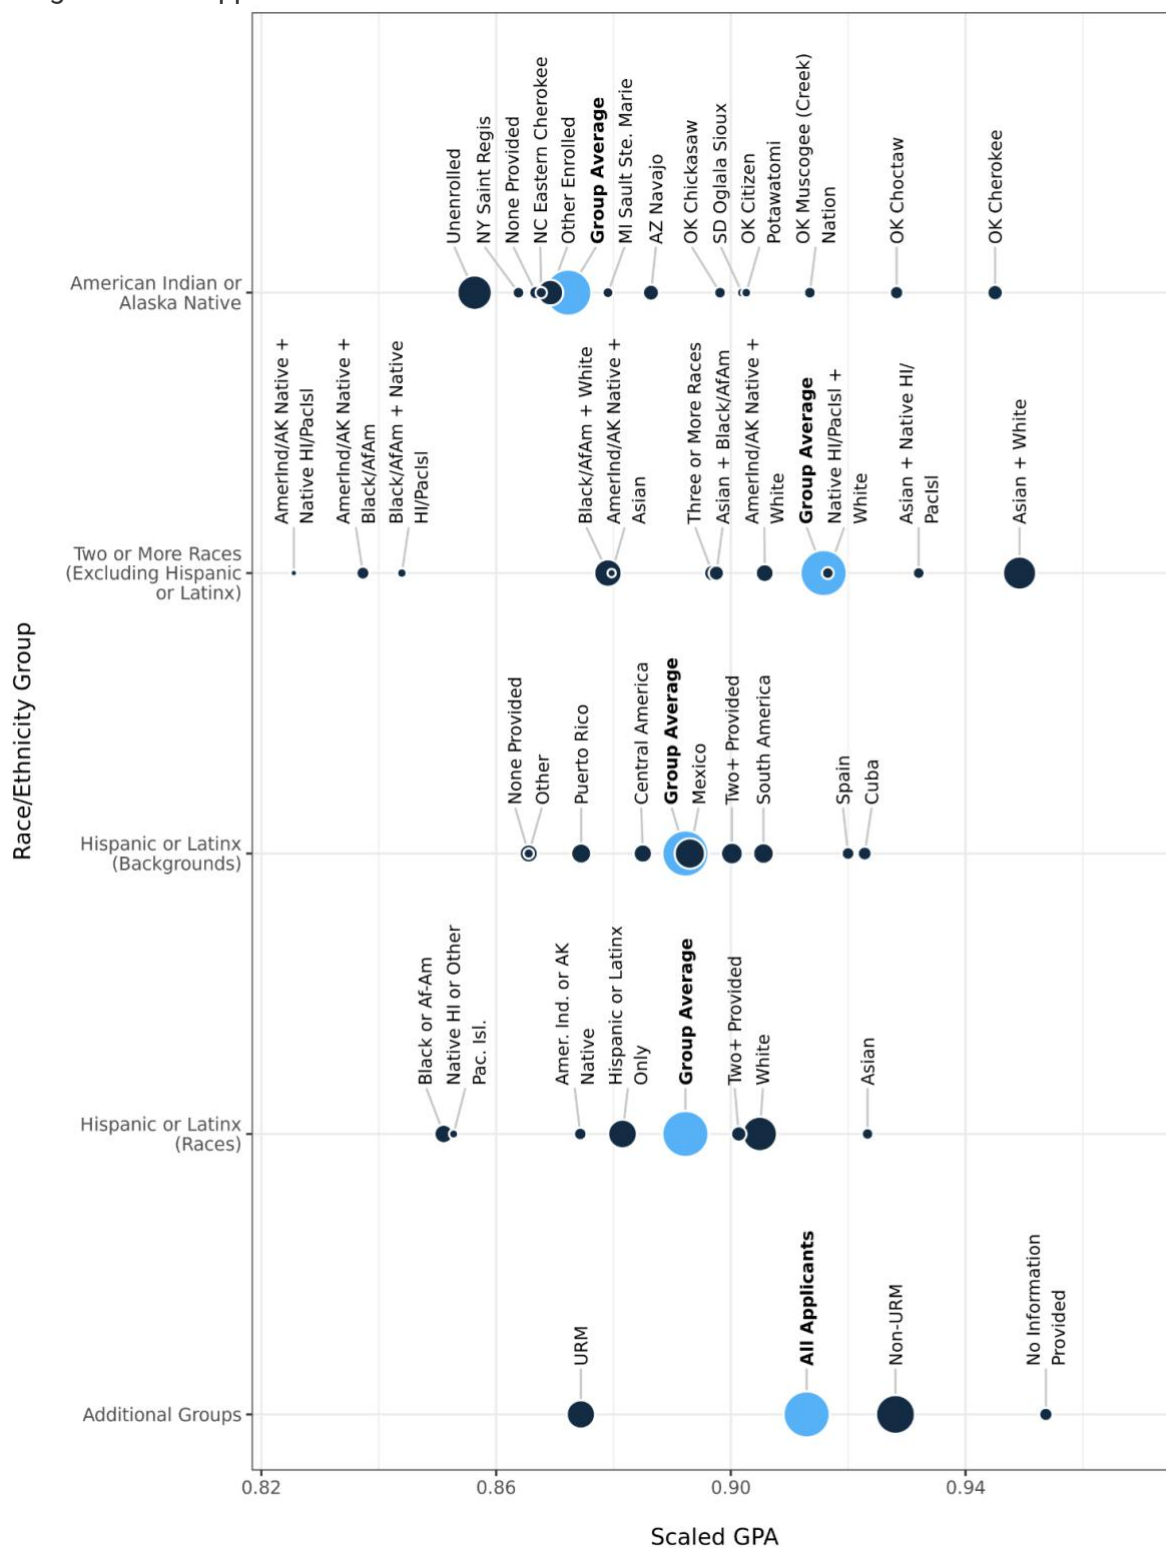 Unenrolled
NY Saint Regis
None Provided
NC Eastern Cherokee
Other Enrolled
Group Average
MI Sault Ste. Marie
AZ Navajo
OK Chickasaw
SD Oglala Sioux
OK Citizen
Potawatomi
OK Muscogee (Creek)
Nation
OK Choctaw
OK Cherokee
American Indian or
Alaska Native
AmerInd/AK Native +
Native HI/PacIsl
AmerInd/AK Native +
Black/AfAm
Black/AfAm + Native
HI/PacIsl
Black/AfAm + White
AmerInd/AK Native +
Asian
Three or More Races
Asian + Black/AfAm
AmerInd/AK Native +
White
Group Average
Native HI/PacIsl +
White
Asian + Native HI/
PacIsl
Asian + White
Two or More Races
(Excluding Hispanic
or Latinx)
Race/Ethnicity Group
None Provided
Other
Puerto Rico
Central America
Group Average
Mexico
Two+ Provided
South America
Spain
Cuba
Hispanic or Latinx
(Backgrounds)
Black or Af-Am
Native HI or Other
Pac. Isl.
Amer. Ind. or AK
Native
Hispanic or Latinx
Only
Group Average
Two+ Provided
White
Asian
Hispanic or Latinx
(Races)
URM
All Applicants
Non-URM
No Information
Provided
Additional Groups
0.82
0.86
0.90
0.94
Scaled GPA